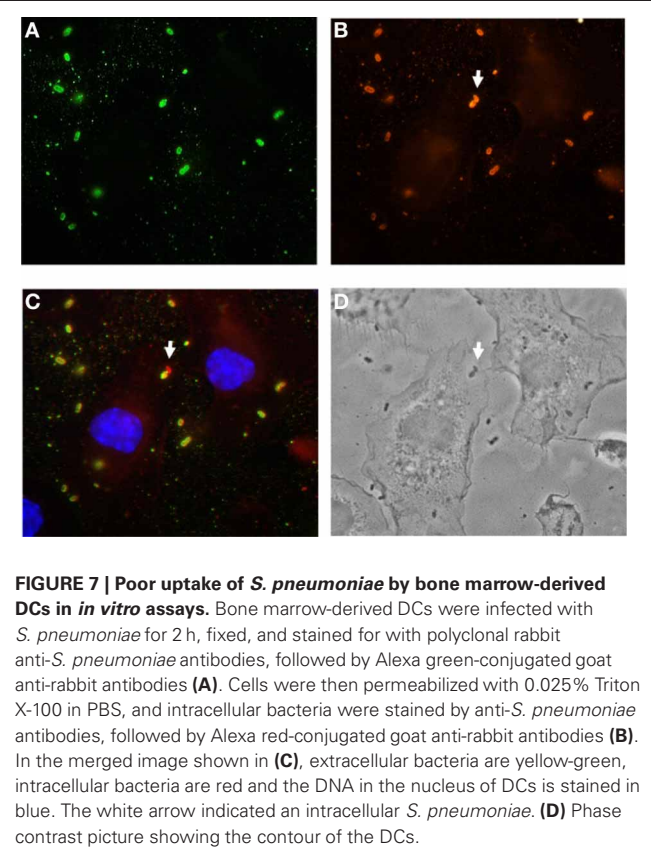 A
B
C
D
FIGURE 7 | Poor uptake of S. pneumoniae by bone marrow-derived
DCs in in vitro assays. Bone marrow-derived DCs were infected with
S. pneumoniae for 2 h, fixed, and stained for with polyclonal rabbit
anti-S. pneumoniae antibodies, followed by Alexa green-conjugated goat
anti-rabbit antibodies (A). Cells were then permeabilized with 0.025% Triton
X-100 in PBS, and intracellular bacteria were stained by anti-S. pneumoniae
antibodies, followed by Alexa red-conjugated goat anti-rabbit antibodies (B).
In the merged image shown in (C), extracellular bacteria are yellow-green,
intracellular bacteria are red and the DNA in the nucleus of DCs is stained in
blue. The white arrow indicated an intracellular S. pneumoniae. (D) Phase
contrast picture showing the contour of the DCs.